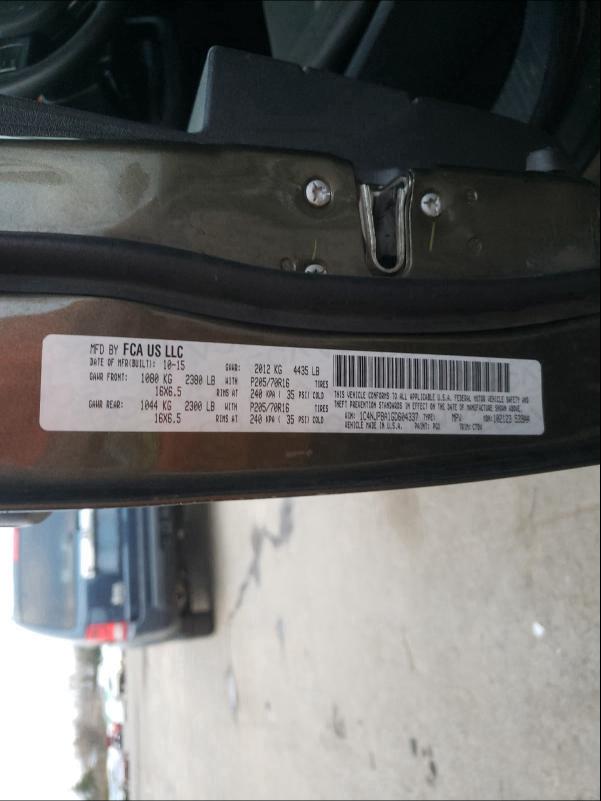 MFD BY FCA US LLC
DATE OF MFR(BUILT): 10-15 GVWR: 2012 KG 4435 LB
GAWR FRONT: 1080 KG 2380 LB WITH P205/70R16 TIRES
16X6.5 RIMS AT 240 KPA ( 35 PSI) COLD
GAWR REAR: 1044 KG 2300 LB WITH P205/70R16 TIRES
16X6.5 RIMS AT 240 KPA ( 35 PSI) COLD
THIS VEHICLE CONFORMS TO ALL APPLICABLE U.S.A. FEDERAL MOTOR VEHICLE SAFETY AND
THEFT PREVENTION STANDARDS IN EFFECT ON THE DATE OF MANUFACTURE SHOWN ABOVE.
VIN: 1C4NJPBA1GD604337 TYPE: MPV
VEHICLE MADE IN U.S.A. PAINT: